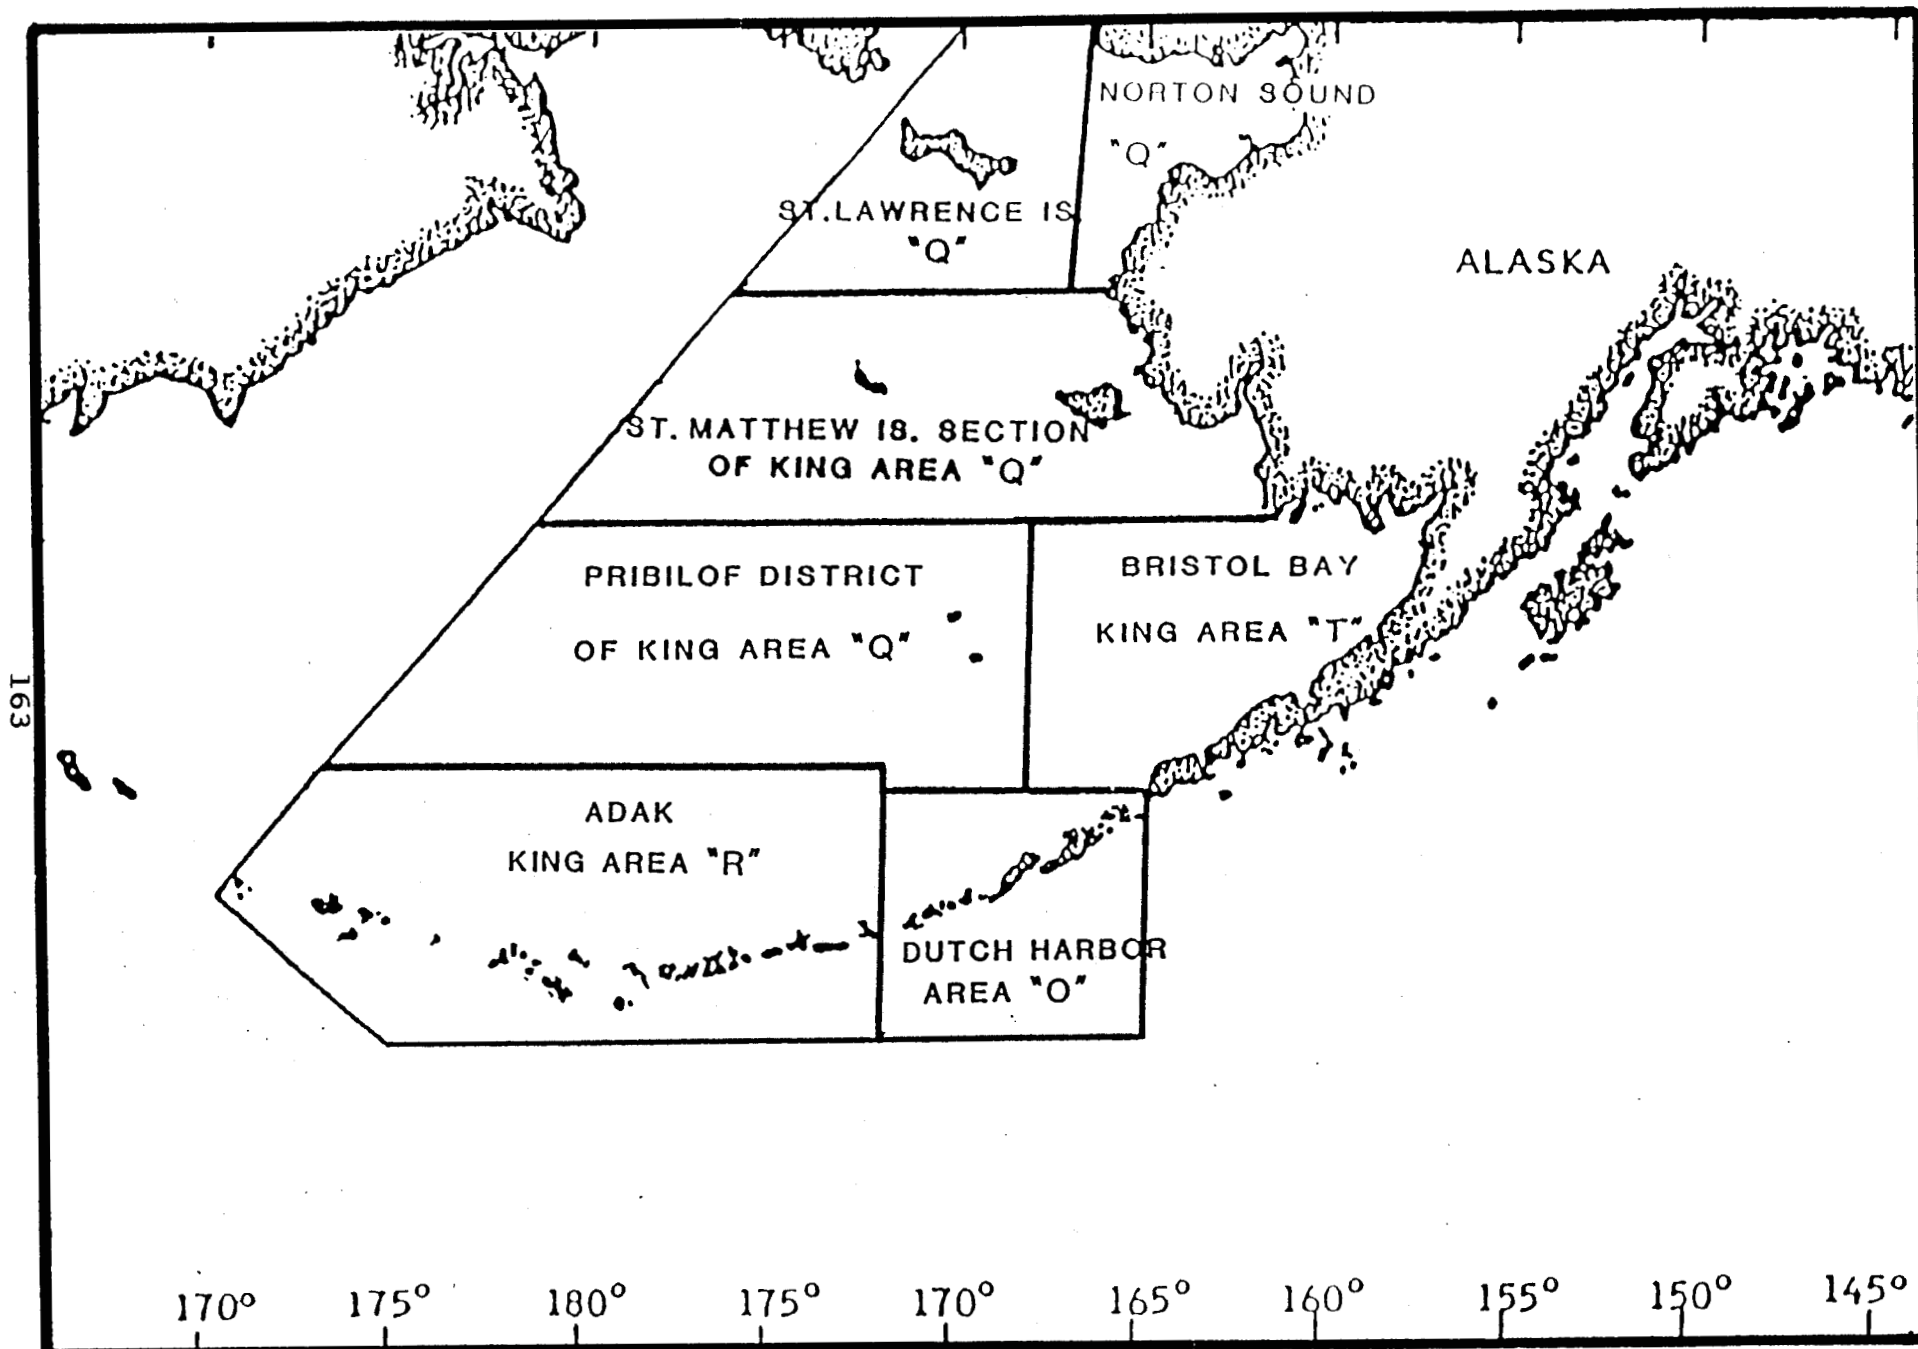 NORTON SOUND
"Q"
ST. LAWRENCE IS
"Q"
ALASKA
ST. MATTHEW IS. SECTION
OF KING AREA "Q"
PRIBILOF DISTRICT
OF KING AREA "Q"
BRISTOL BAY
KING AREA "T"
163
ADAK
KING AREA "R"
DUTCH HARBOR
AREA "O"
170° 175° 180° 175° 170° 165° 160° 155° 150° 145°